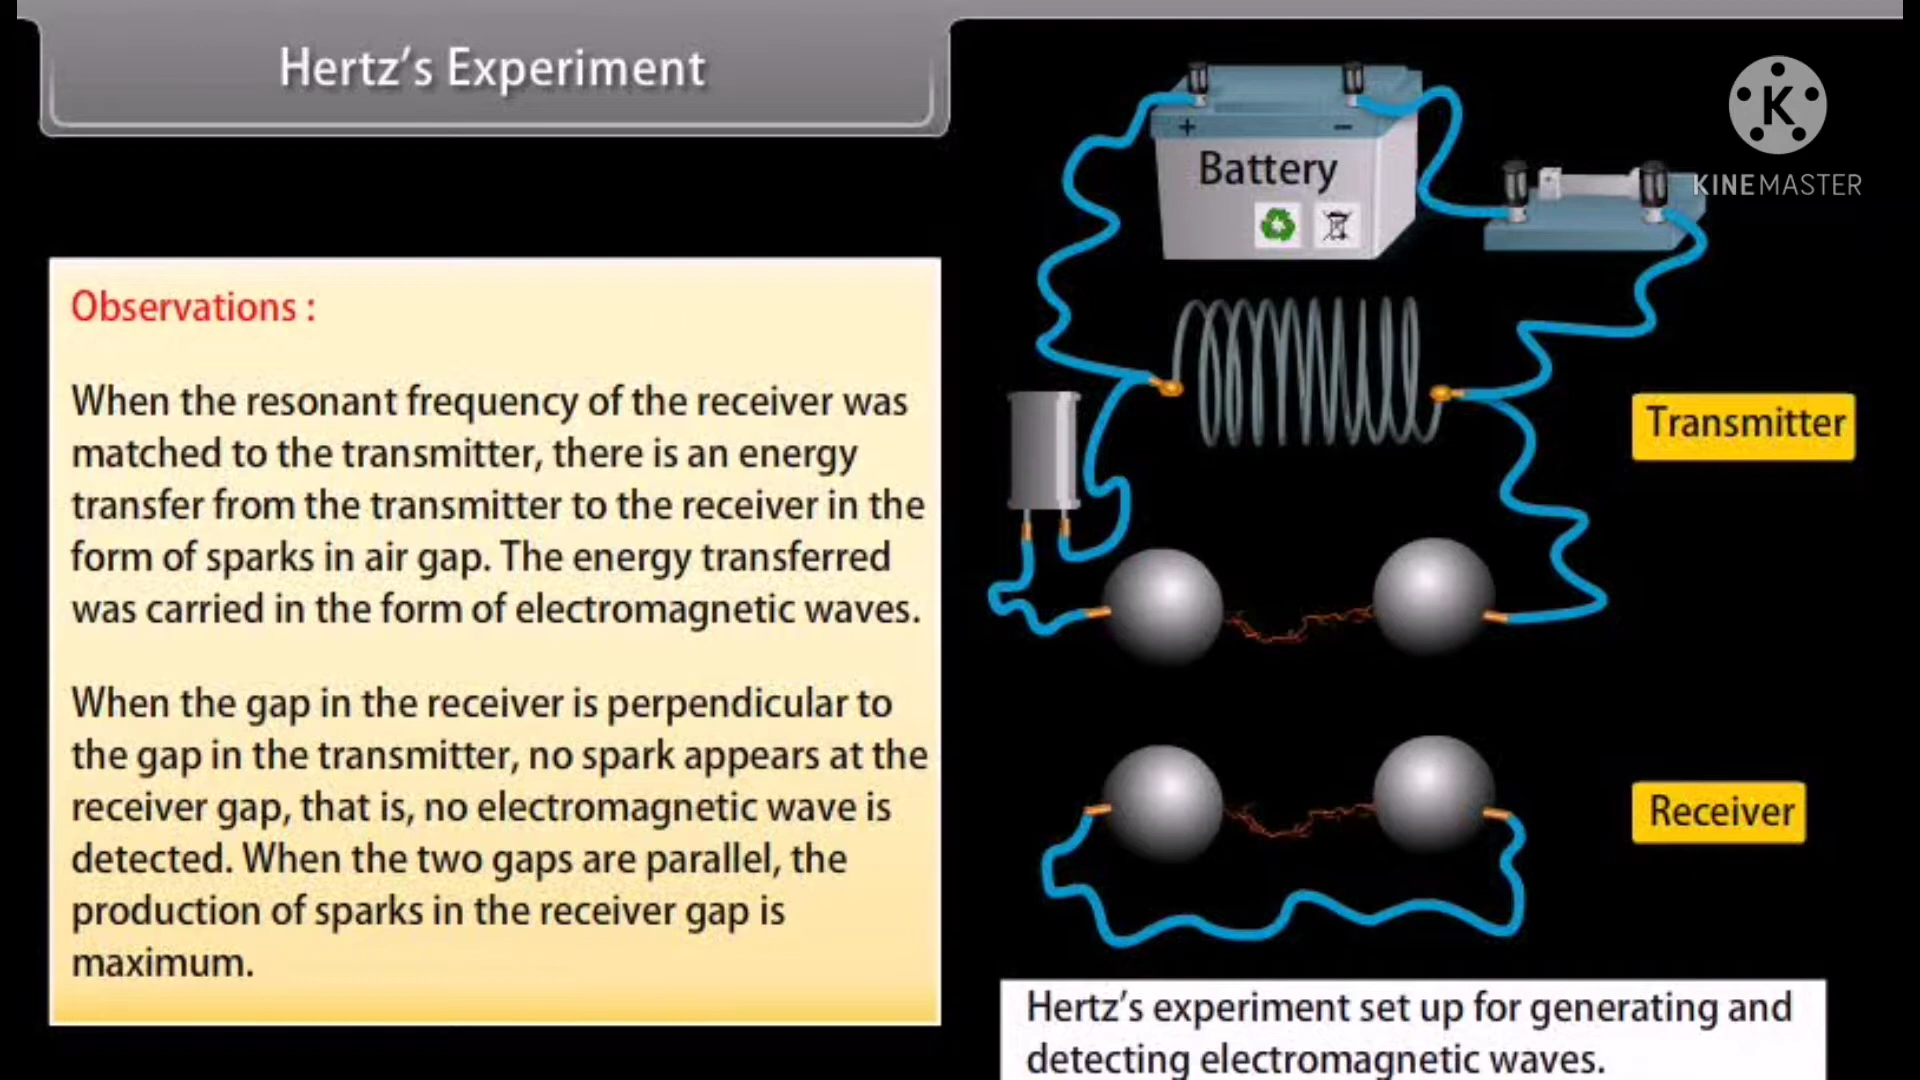 Hertz's Experiment
Observations :
When the resonant frequency of the receiver was
matched to the transmitter, there is an energy
transfer from the transmitter to the receiver in the
form of sparks in air gap. The energy transferred
was carried in the form of electromagnetic waves.
When the gap in the receiver is perpendicular to
the gap in the transmitter, no spark appears at the
receiver gap, that is, no electromagnetic wave is
detected. When the two gaps are parallel, the
production of sparks in the receiver gap is
maximum.
+ −
Battery
K
KINEMASTER
Transmitter
Receiver
Hertz's experiment set up for generating and
detecting electromagnetic waves.